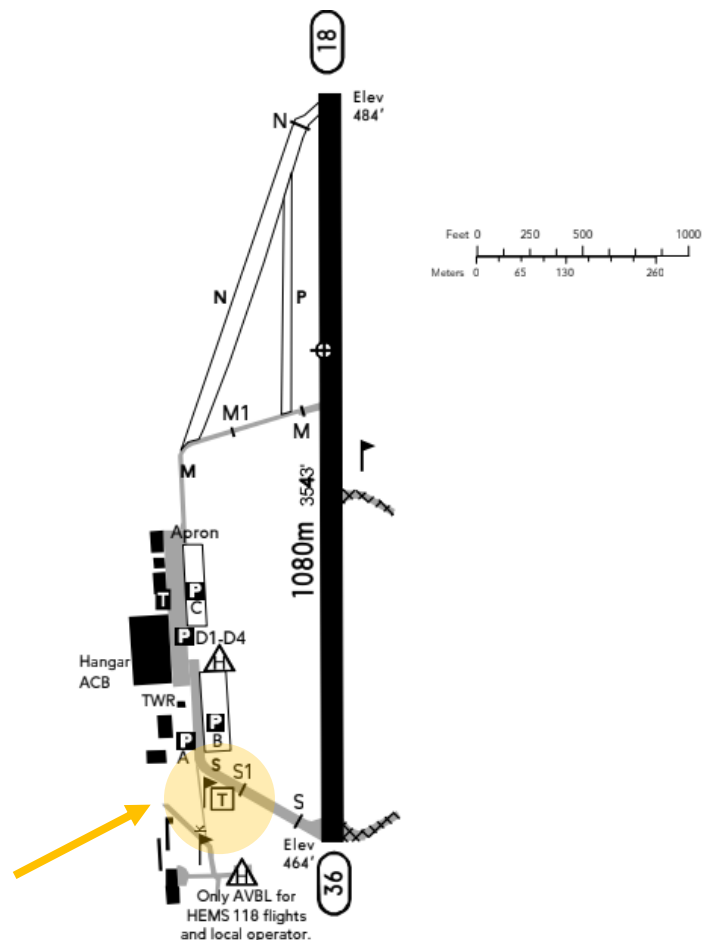 18
Elev
484'
N
Feet 0 250 500 1000
Meters 0 65 130 260
N
P
M1
M
M
3543'
1080m
Apron
P
C
T
P D1-D4
H
Hangar
ACB
TWR
P
B
P
A
S
S1
T
S
K
Elev
464'
36
H
Only AVBL for
HEMS 118 flights
and local operator.